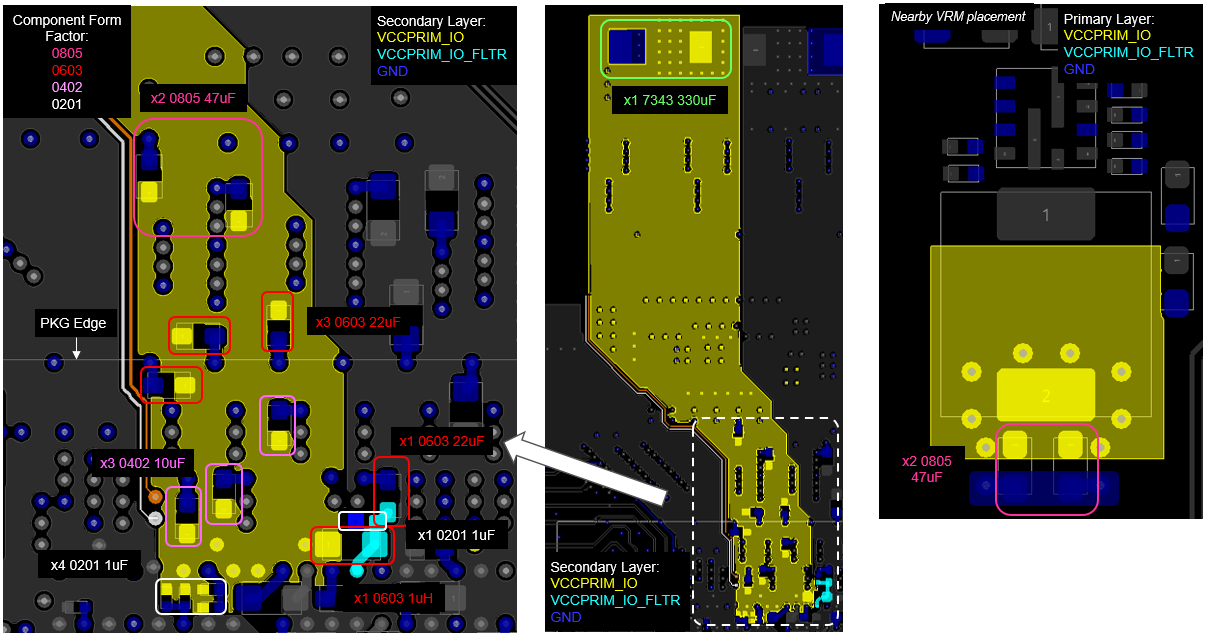 Component Form
Factor:
0805
0603
0402
0201
Secondary Layer:
VCCPRIM_IO
VCCPRIM_IO_FLTR
GND
x2 0805 47uF
x3 0603 22uF
PKG Edge
x1 0603 22uF
x3 0402 10uF
x1 0201 1uF
x4 0201 1uF
x1 0603 1uH
x1 7343 330uF
Secondary Layer:
VCCPRIM_IO
VCCPRIM_IO_FLTR
GND
Nearby VRM placement
Primary Layer:
VCCPRIM_IO
VCCPRIM_IO_FLTR
GND
1
1
2
x2 0805
47uF